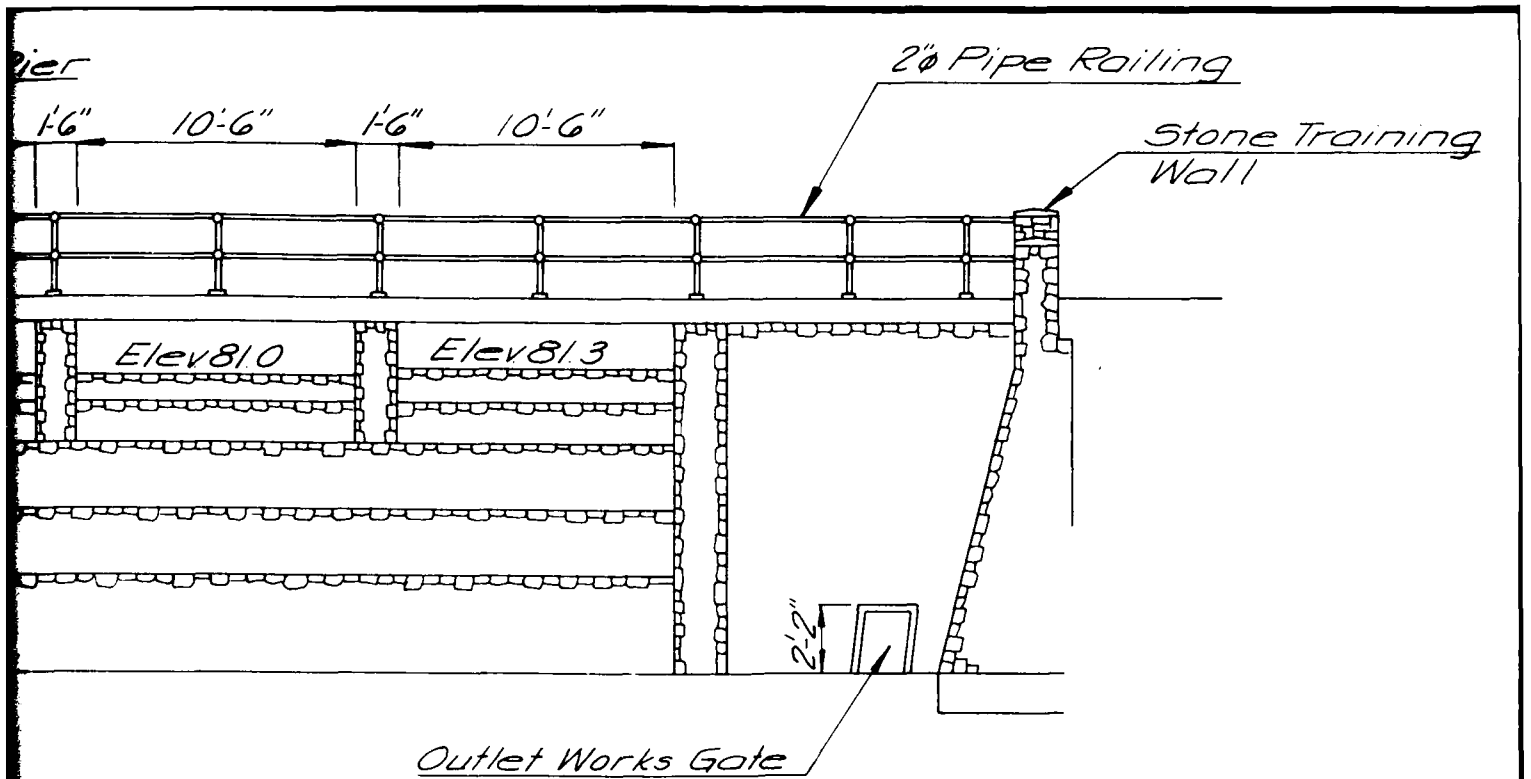 2"ø Pipe Railing
1'-6" 10'-6" 1'-6" 10'-6"
Stone Training
Wall
Elev 81.0 Elev 81.3
2'-2"
Outlet Works Gate